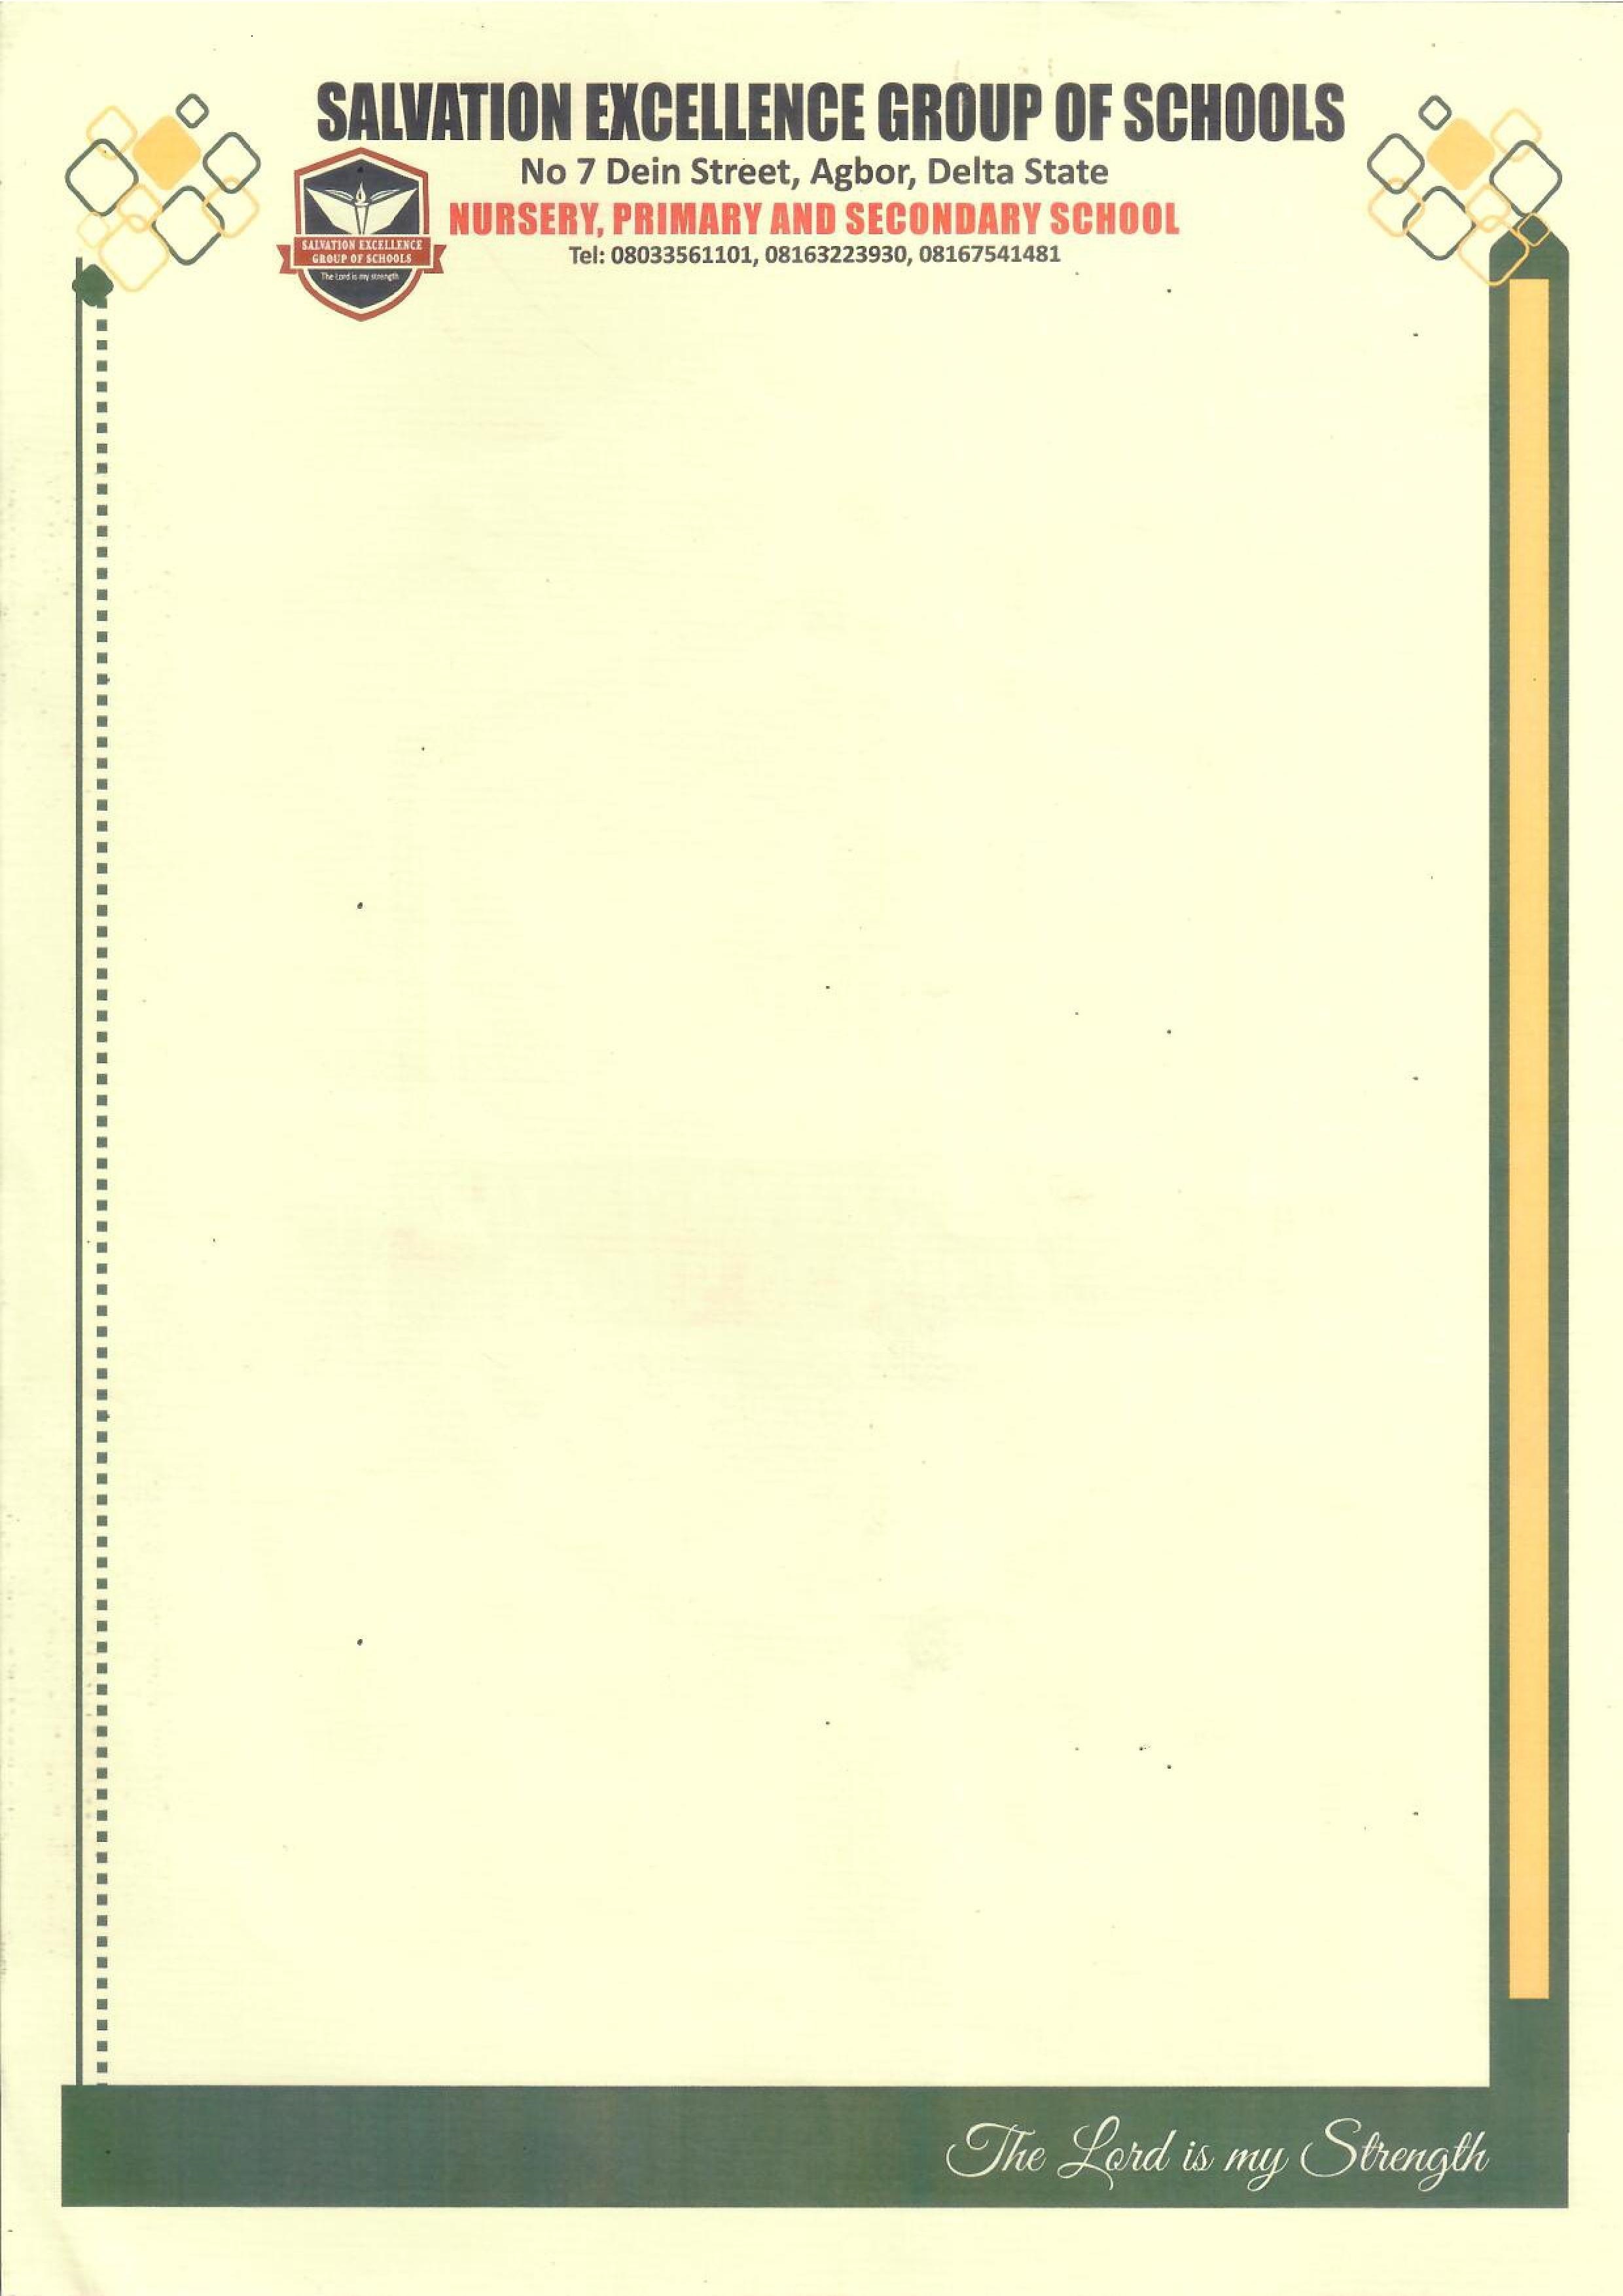 SALVATION EXCELLENCE GROUP OF SCHOOLS
No 7 Dein Street, Agbor, Delta State
NURSERY, PRIMARY AND SECONDARY SCHOOL
Tel: 08033561101, 08163223930, 08167541481
SALVATION EXCELLENCE
GROUP OF SCHOOLS
The Lord is my strength
The Lord is my Strength